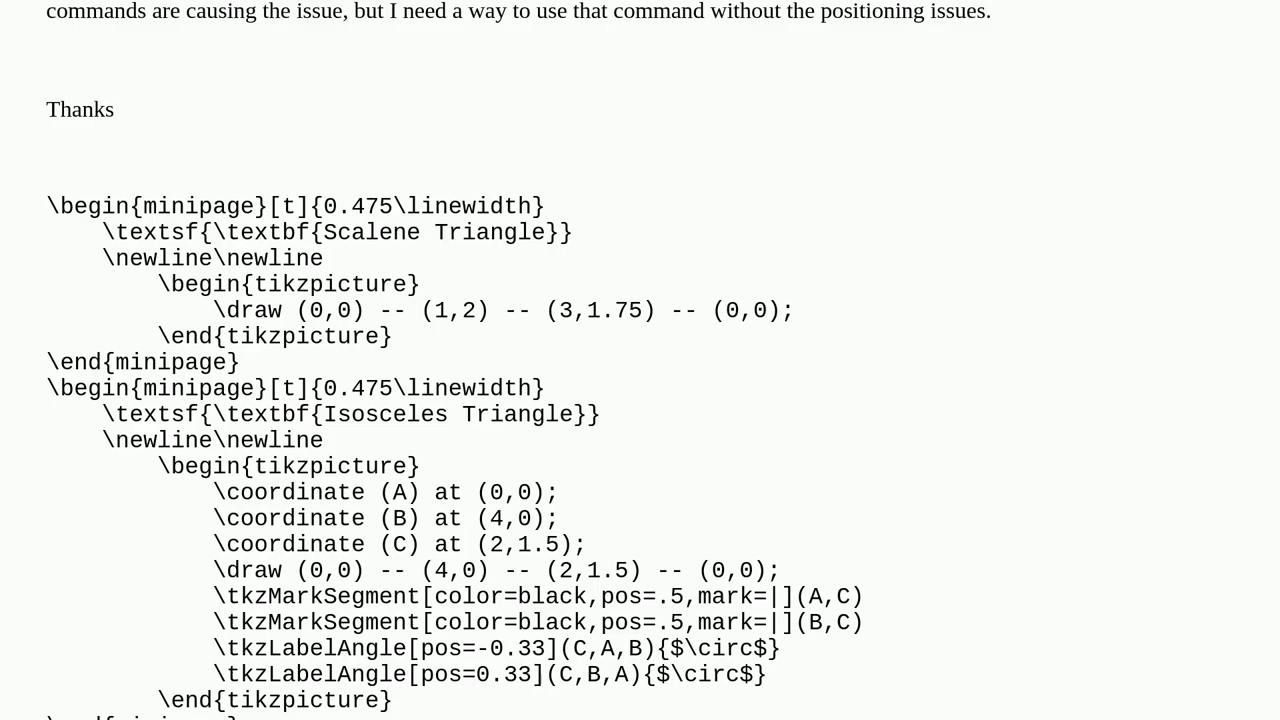 commands are causing the issue, but I need a way to use that command without the positioning issues.
Thanks
\begin{minipage}[t]{0.475\linewidth}
    \textsf{\textbf{Scalene Triangle}}
    \newline\newline
        \begin{tikzpicture}
            \draw (0,0) -- (1,2) -- (3,1.75) -- (0,0);
        \end{tikzpicture}
\end{minipage}
\begin{minipage}[t]{0.475\linewidth}
    \textsf{\textbf{Isosceles Triangle}}
    \newline\newline
        \begin{tikzpicture}
            \coordinate (A) at (0,0);
            \coordinate (B) at (4,0);
            \coordinate (C) at (2,1.5);
            \draw (0,0) -- (4,0) -- (2,1.5) -- (0,0);
            \tkzMarkSegment[color=black,pos=.5,mark=|](A,C)
            \tkzMarkSegment[color=black,pos=.5,mark=|](B,C)
            \tkzLabelAngle[pos=-0.33](C,A,B){$\circ$}
            \tkzLabelAngle[pos=0.33](C,B,A){$\circ$}
        \end{tikzpicture}